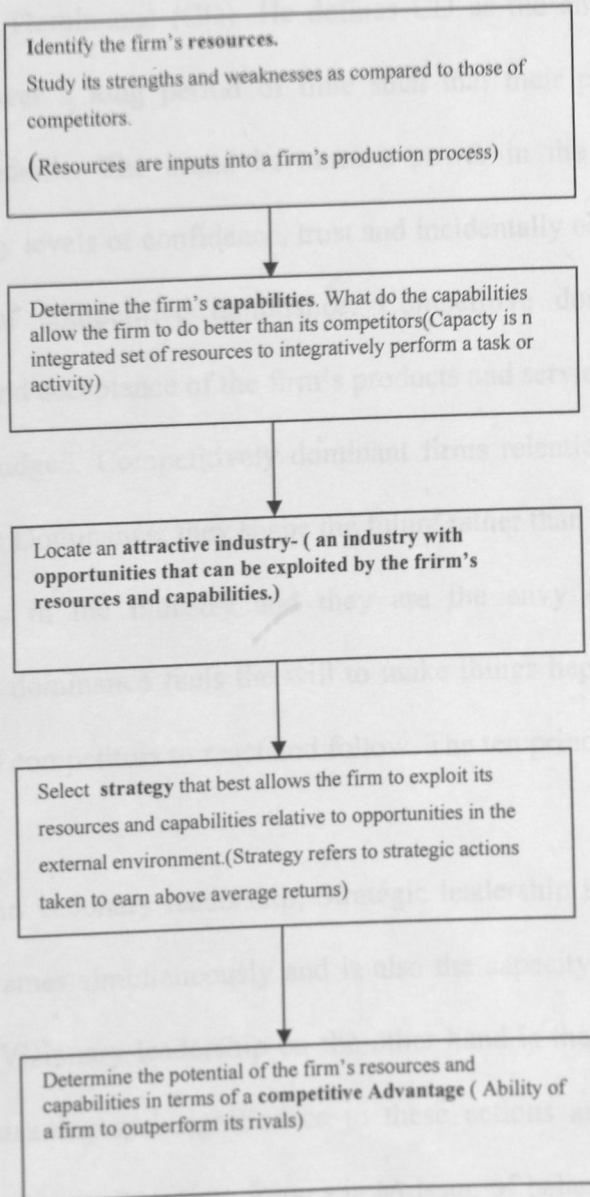 Identify the firm's resources.
Study its strengths and weaknesses as compared to those of
competitors.
(Resources are inputs into a firm's production process)
Determine the firm's capabilities. What do the capabilities
allow the firm to do better than its competitors(Capacty is n
integrated set of resources to integratively perform a task or
activity)
Locate an attractive industry- ( an industry with
opportunities that can be exploited by the frirm's
resources and capabilities.)
Select strategy that best allows the firm to exploit its
resources and capabilities relative to opportunities in the
external environment.(Strategy refers to strategic actions
taken to earn above average returns)
Determine the potential of the firm's resources and
capabilities in terms of a competitive Advantage ( Ability of
a firm to outperform its rivals)